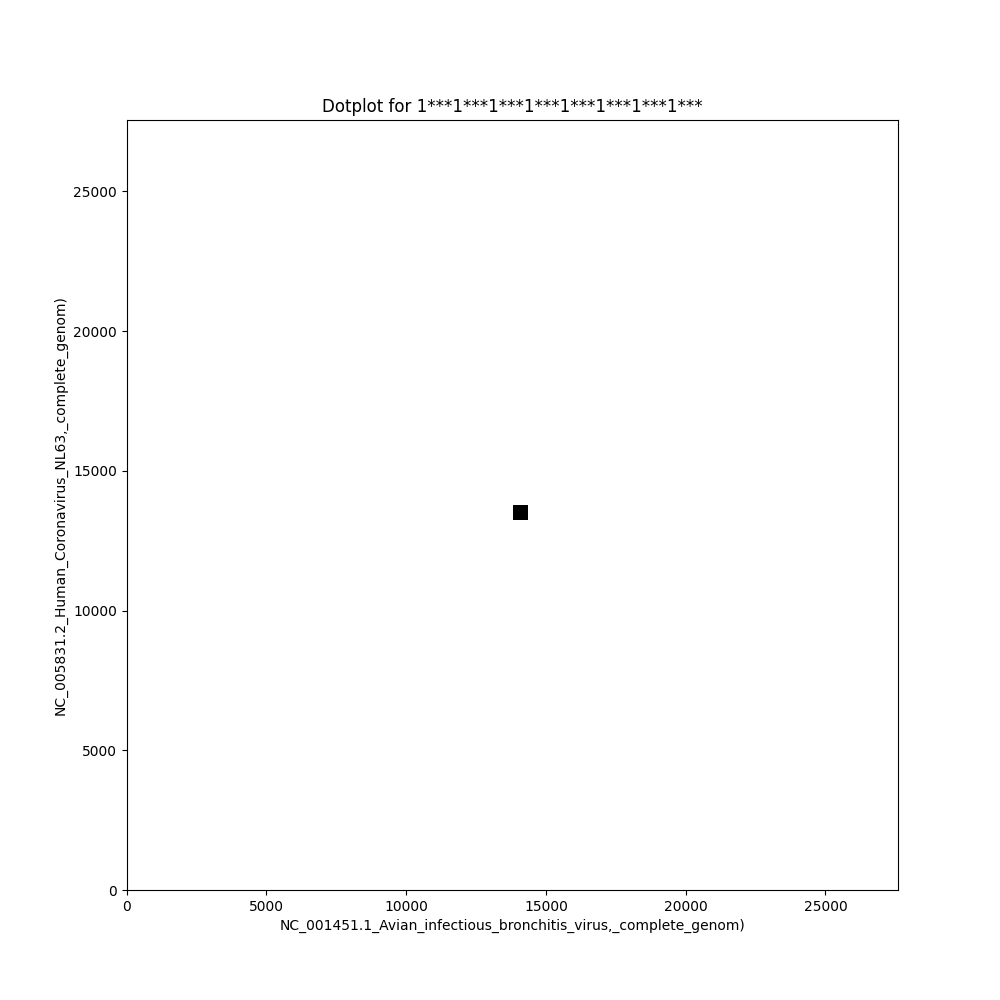 Dotplot for 1***1***1***1***1***1***1***1***
NC_005831.2_Human_Coronavirus_NL63,_complete_genom)
25000
20000
15000
10000
5000
0
0 5000 10000 15000 20000 25000
NC_001451.1_Avian_infectious_bronchitis_virus,_complete_genom)